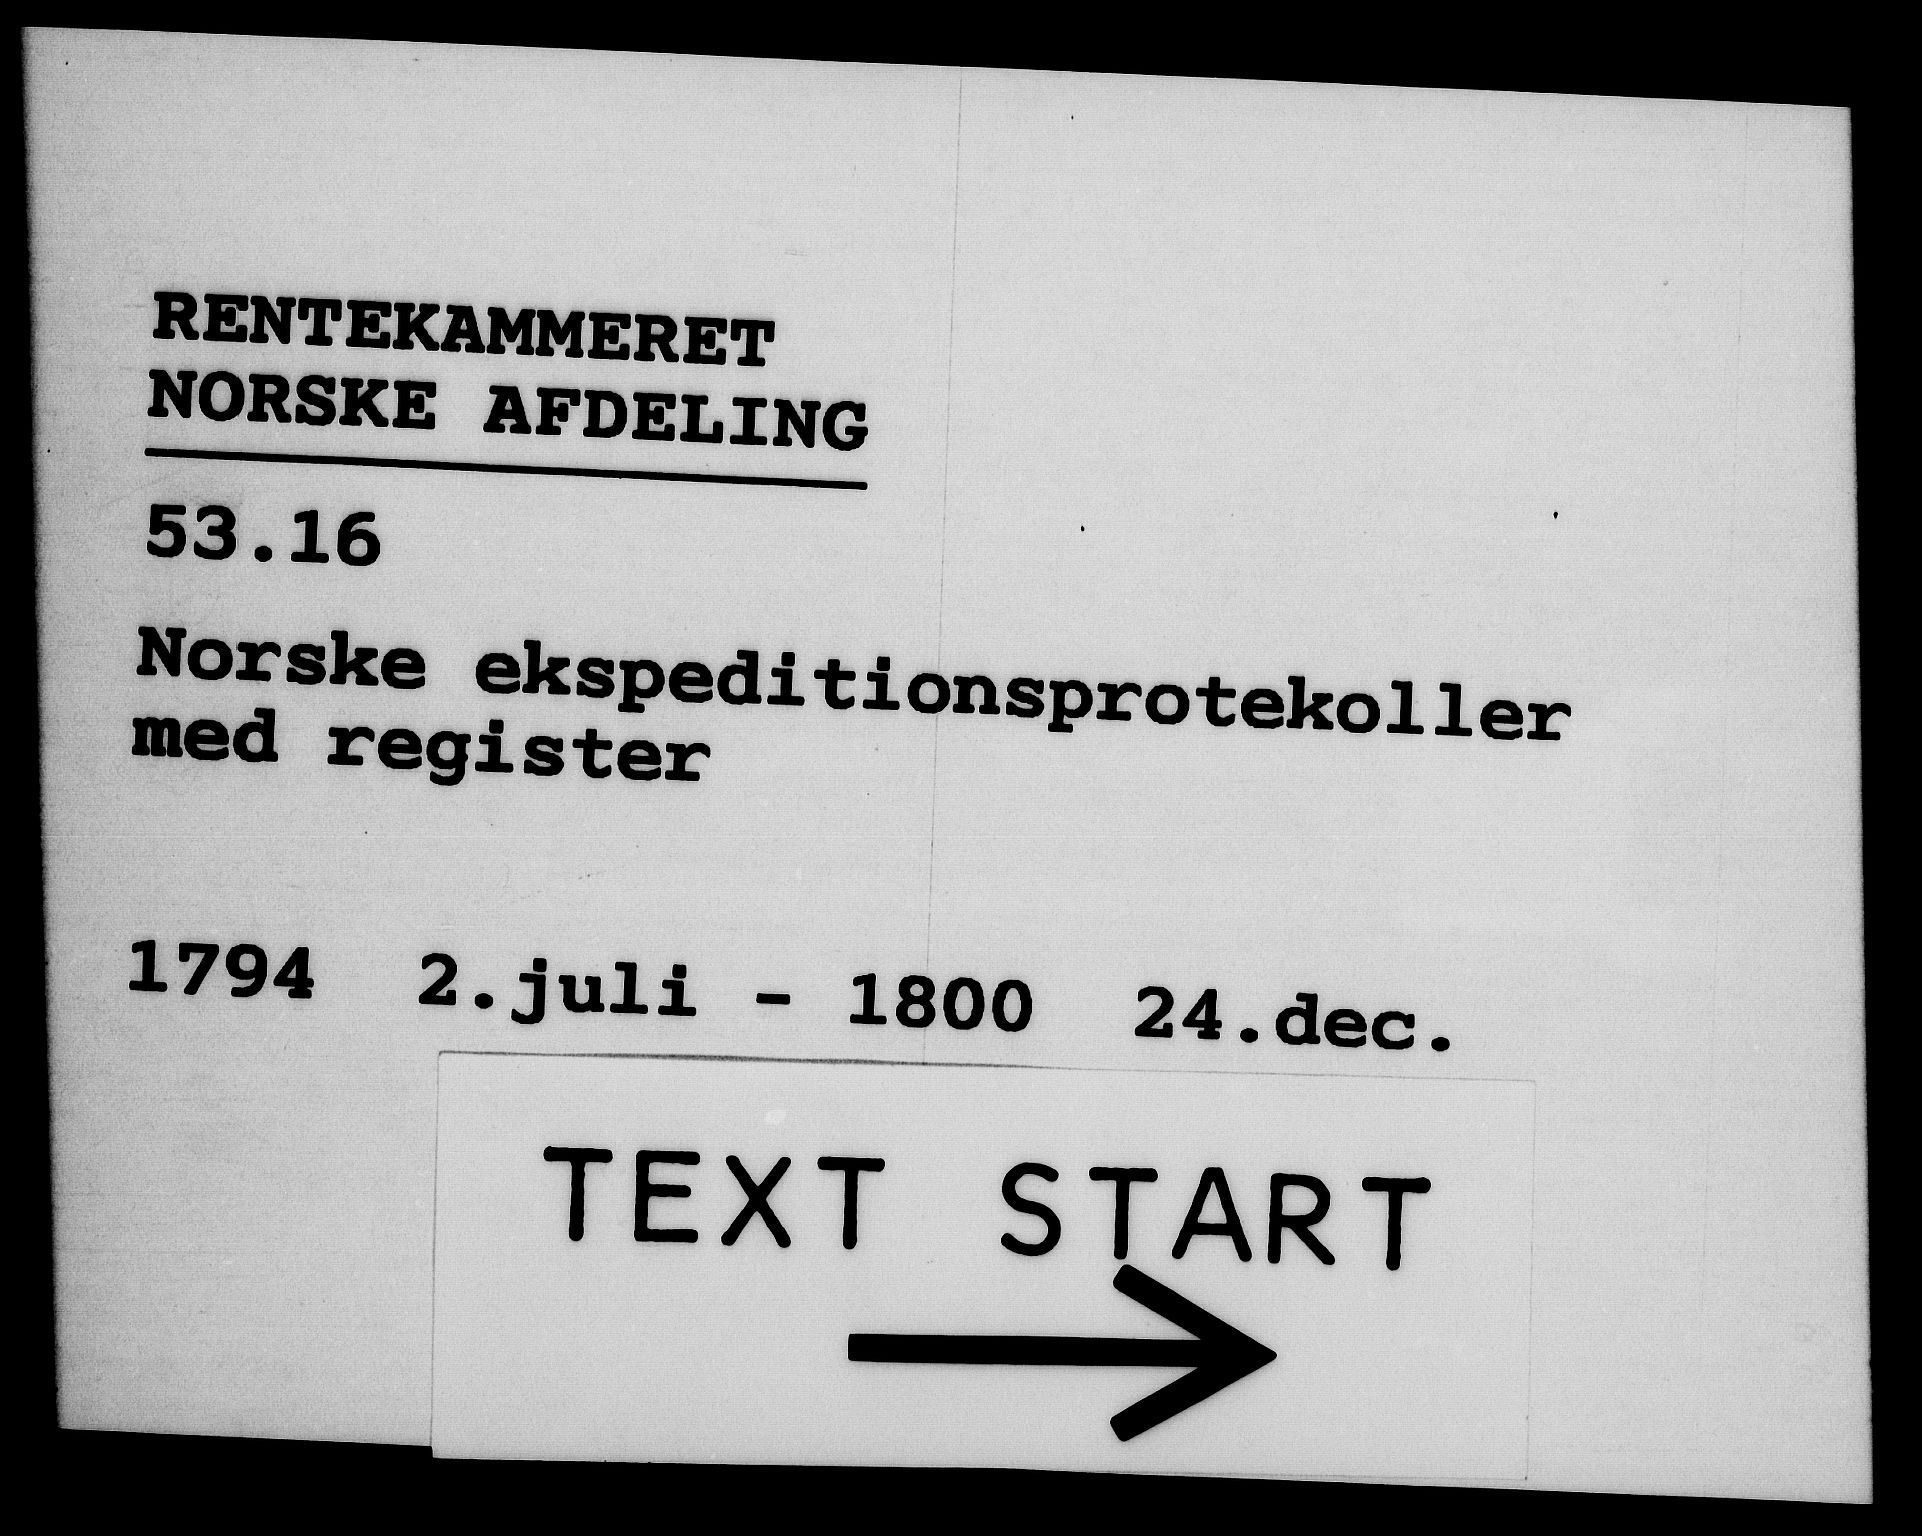 RENTEKAMMERET
NORSKE AFDELING
53.16
Norske ekspeditionsprotekoller
med register
1794 2.juli - 1800 24.dec.
TEXT START